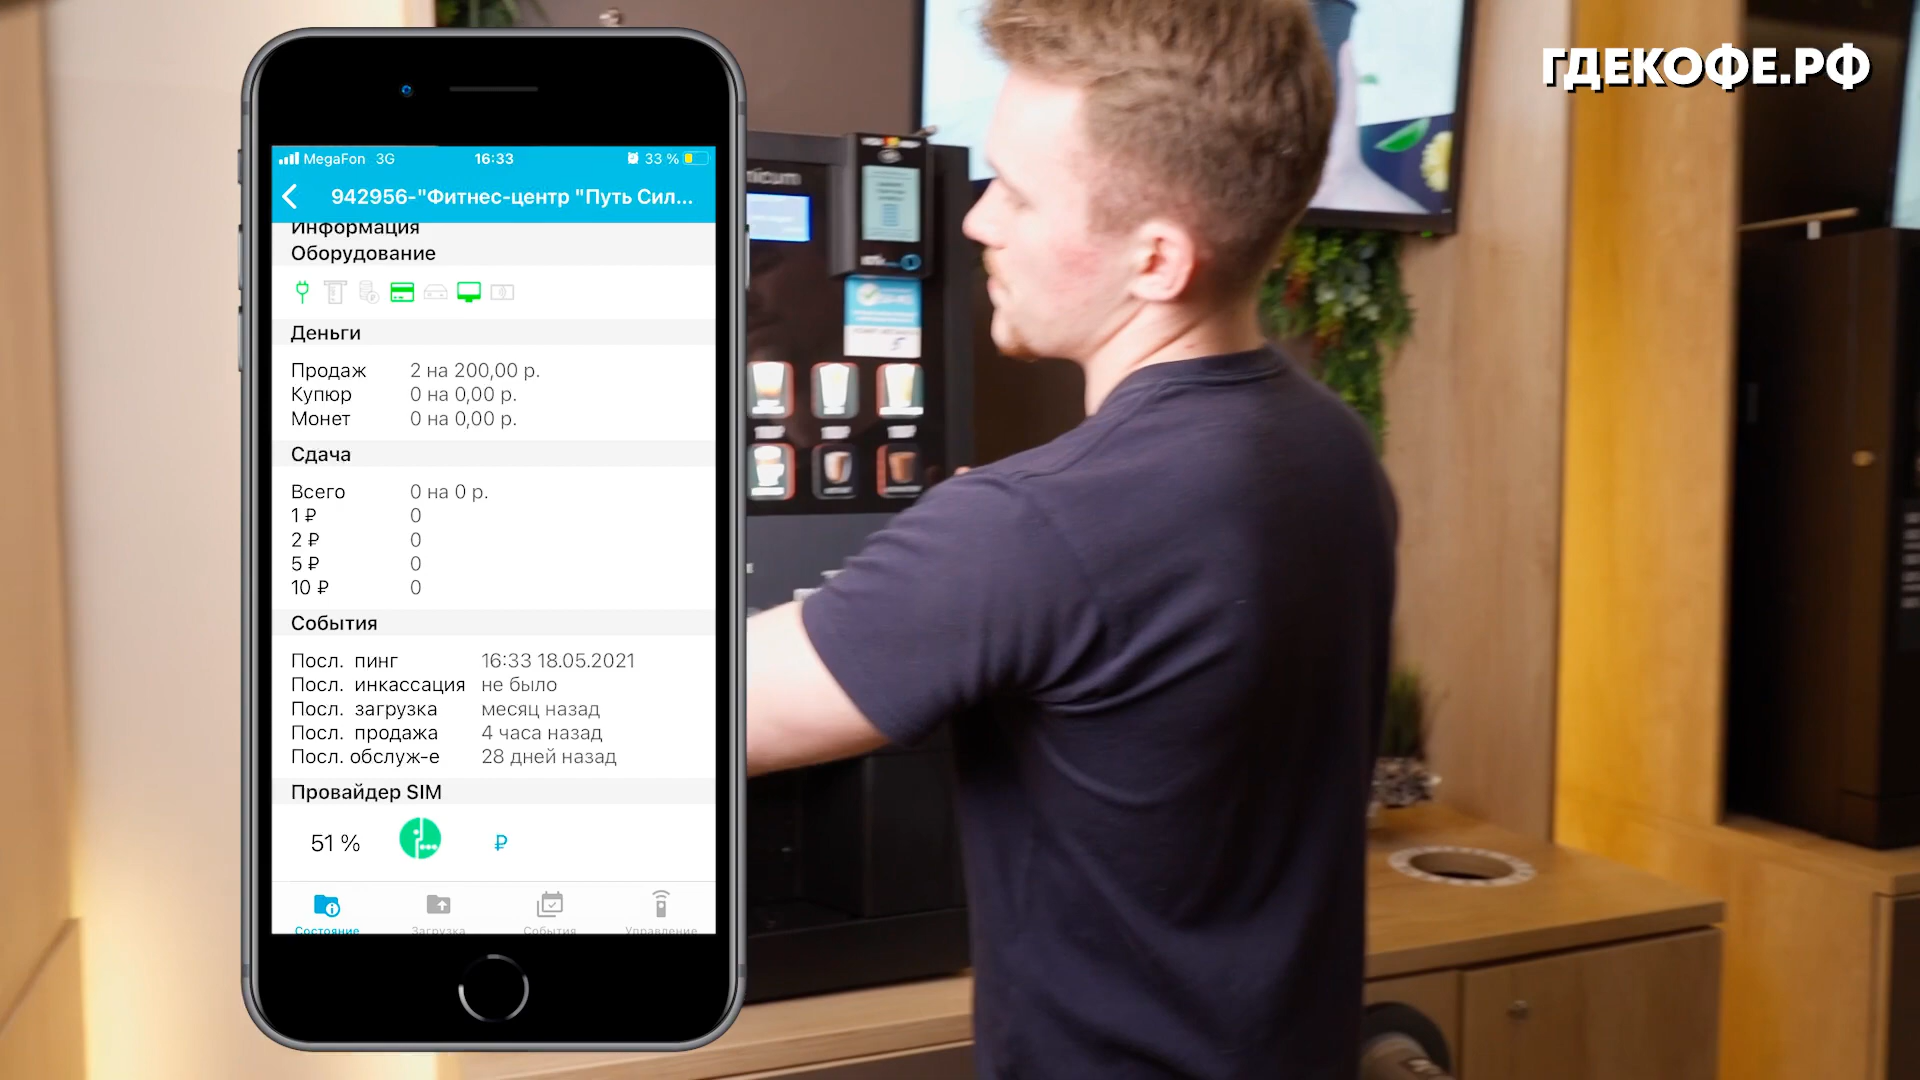 ГДЕКОФЕ.РФ
MegaFon 3G 16:33 33 %
942956-"Фитнес-центр "Путь Сил...
Информация
Оборудование
Деньги
Продаж 2 на 200,00 р.
Купюр 0 на 0,00 р.
Монет 0 на 0,00 р.
Сдача
Всего 0 на 0 р.
1 ₽ 0
2 ₽ 0
5 ₽ 0
10 ₽ 0
События
Посл. пинг 16:33 18.05.2021
Посл. инкассация не было
Посл. загрузка месяц назад
Посл. продажа 4 часа назад
Посл. обслуж-е 28 дней назад
Провайдер SIM
51 % ₽
Состояние Загрузка События Управление